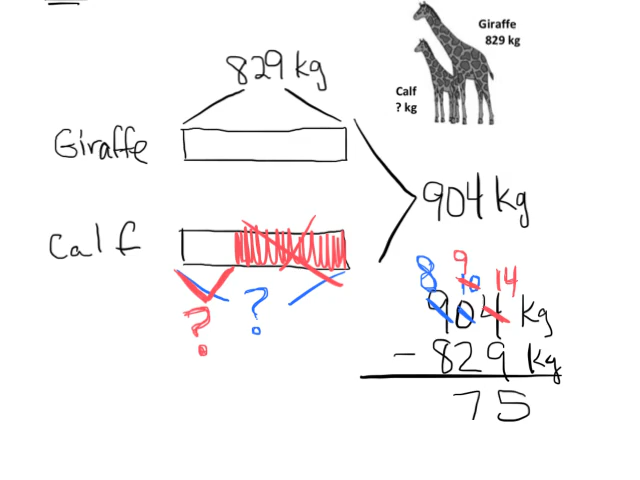 Giraffe
829 kg
Calf
? kg
829 kg
Giraffe
904 kg
Calf
?
?
8 9 10 14
904 kg
- 829 kg
75